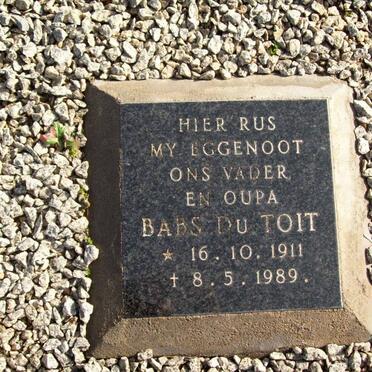 HIER RUS
MY EGGENOOT
ONS VADER
EN OUPA
BABS DU TOIT
* 16. 10. 1911
† 8. 5. 1989.